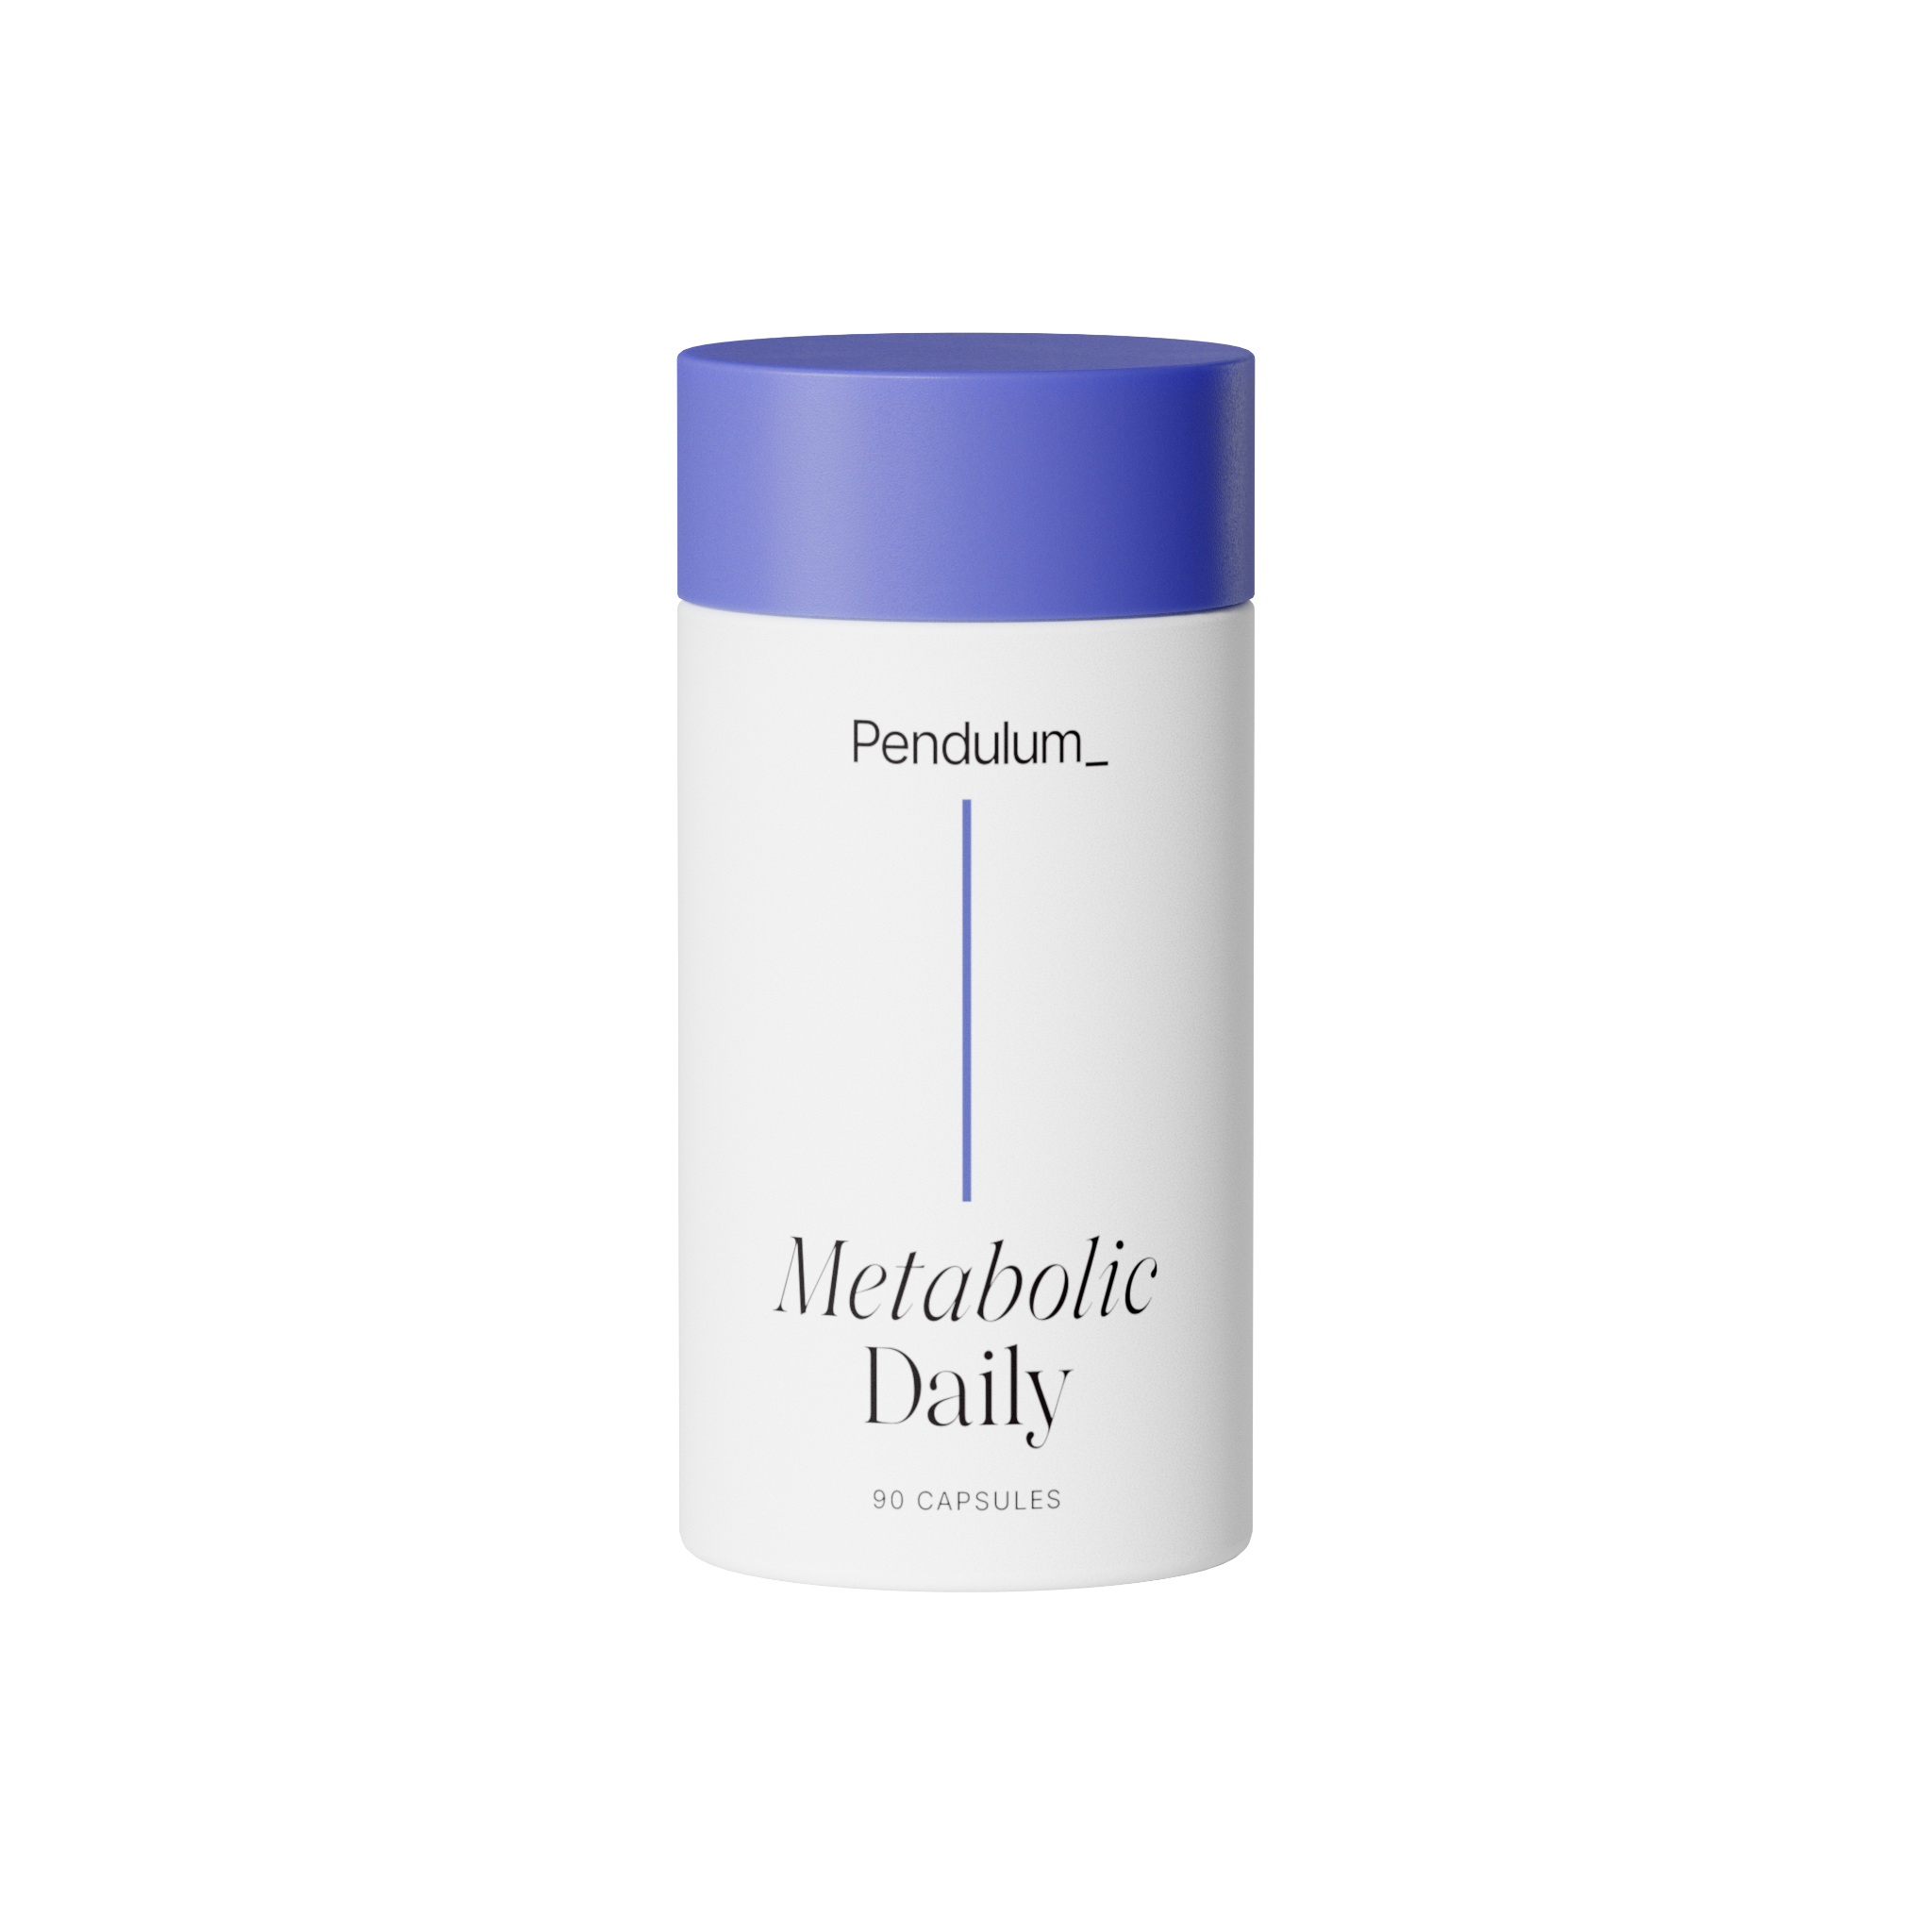 Pendulum_
Metabolic
Daily
90 CAPSULES